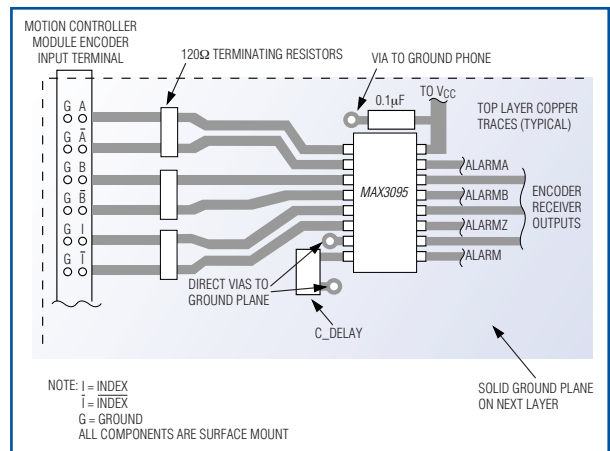 MOTION CONTROLLER
MODULE ENCODER
INPUT TERMINAL
120Ω TERMINATING RESISTORS
VIA TO GROUND PHONE
0.1µF
TO VCC
TOP LAYER COPPER
TRACES (TYPICAL)
G A
G A̅
G B
G B̅
G I
G I̅
MAX3095
ALARMA
ALARMB
ALARMZ
ALARM
ENCODER
RECEIVER
OUTPUTS
DIRECT VIAS TO
GROUND PLANE
C_DELAY
NOTE: I = INDEX
I̅ = I̅N̅D̅E̅X̅
G = GROUND
ALL COMPONENTS ARE SURFACE MOUNT
SOLID GROUND PLANE
ON NEXT LAYER